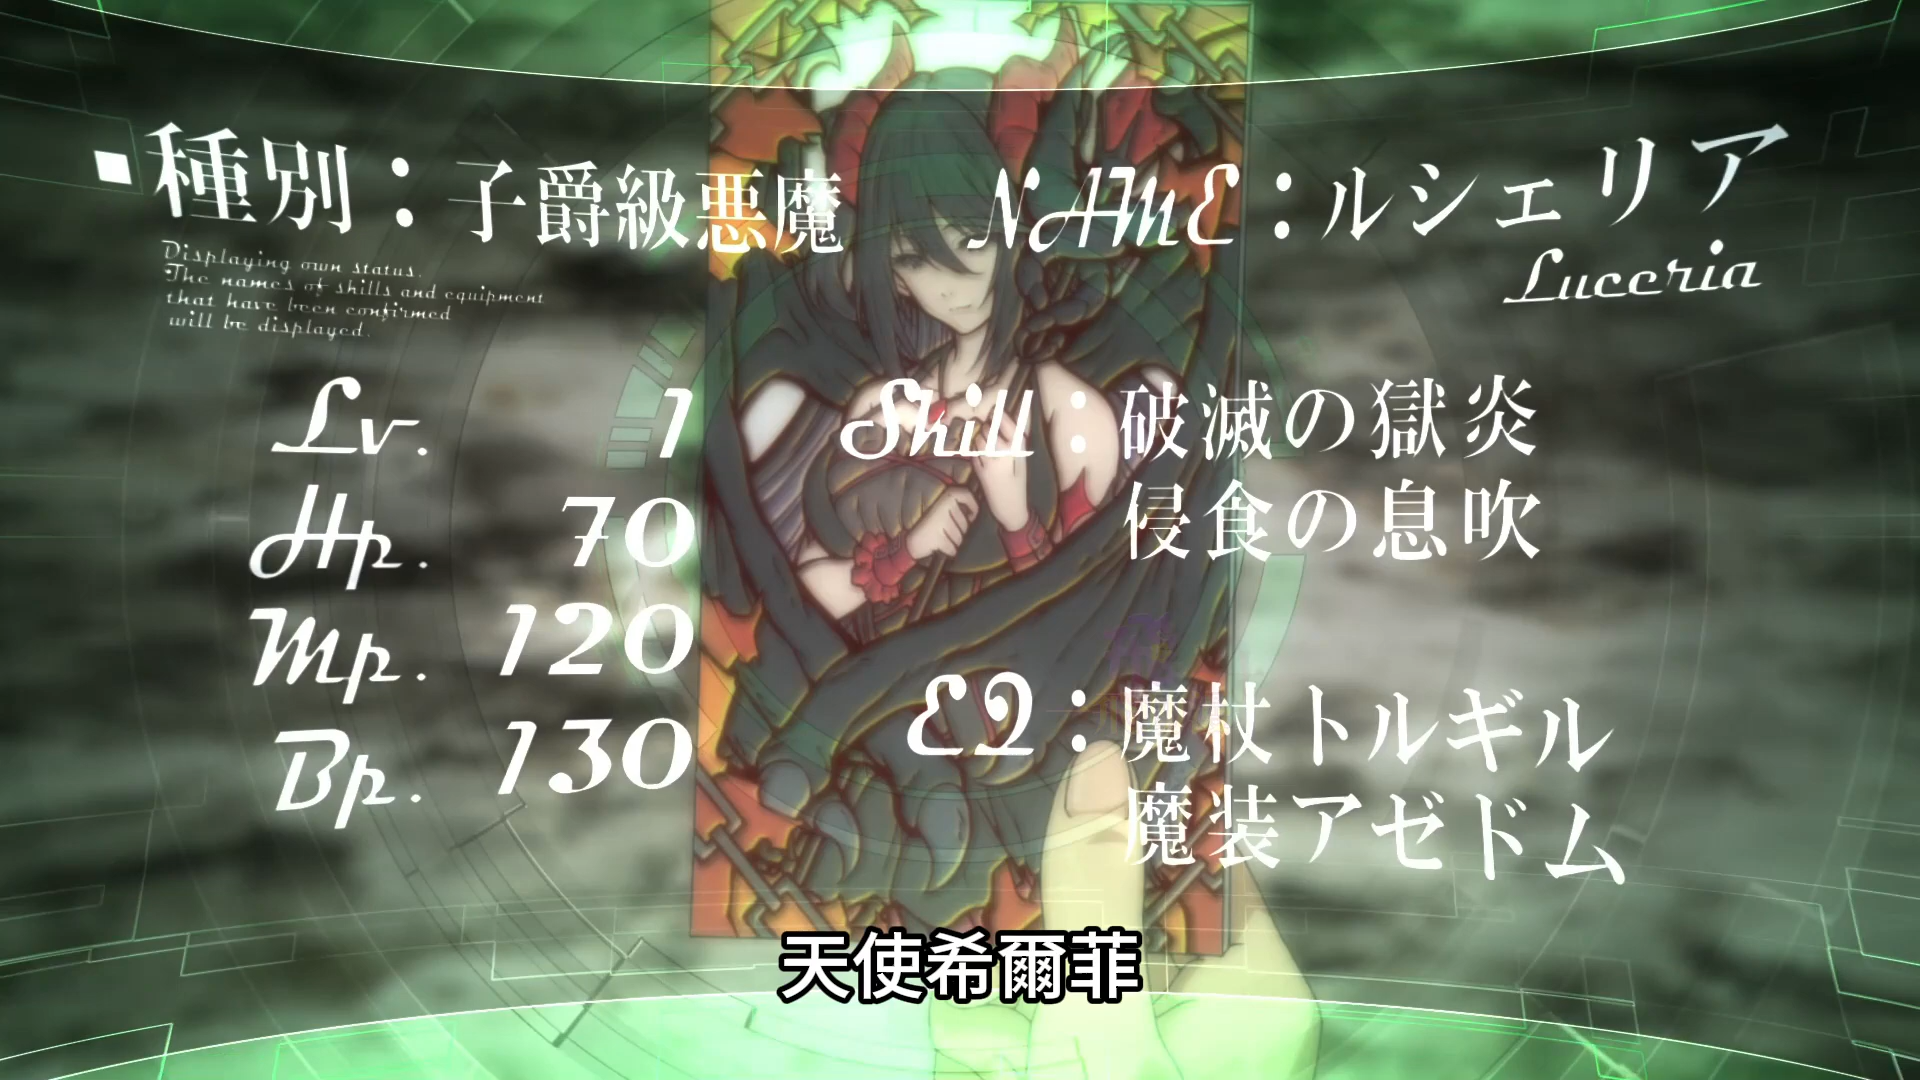 種別：子爵級悪魔
NAME：ルシェリア
Luceria
Displaying own status.
The names of skills and equipment
that have been confirmed
will be displayed.
Lv. 1
Hp. 70
Mp. 120
Bp. 130
Skill：破滅の獄炎
侵食の息吹
EQ：魔杖トルギル
魔装アゼドム
天使希爾菲